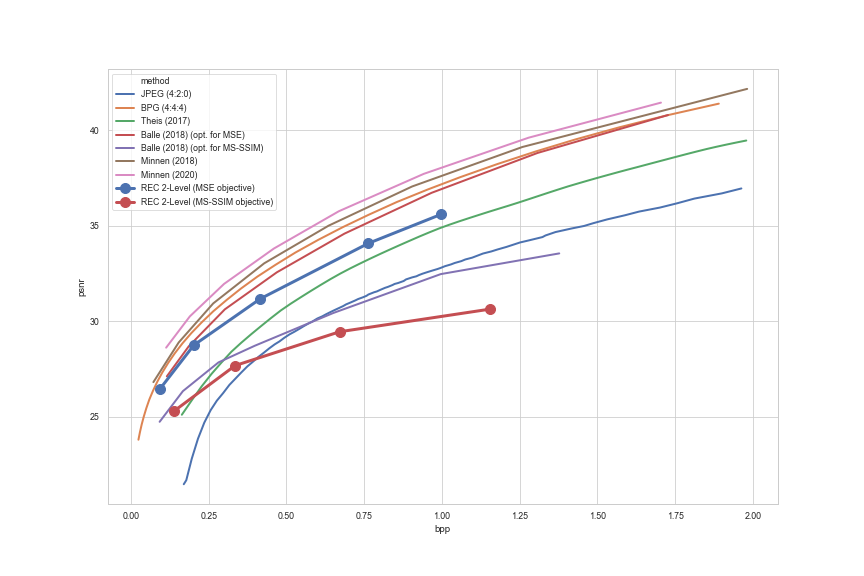 method
JPEG (4:2:0)
BPG (4:4:4)
Theis (2017)
Balle (2018) (opt. for MSE)
Balle (2018) (opt. for MS-SSIM)
Minnen (2018)
Minnen (2020)
REC 2-Level (MSE objective)
REC 2-Level (MS-SSIM objective)
40
35
30
25
psnr
0.00 0.25 0.50 0.75 1.00 1.25 1.50 1.75 2.00
bpp